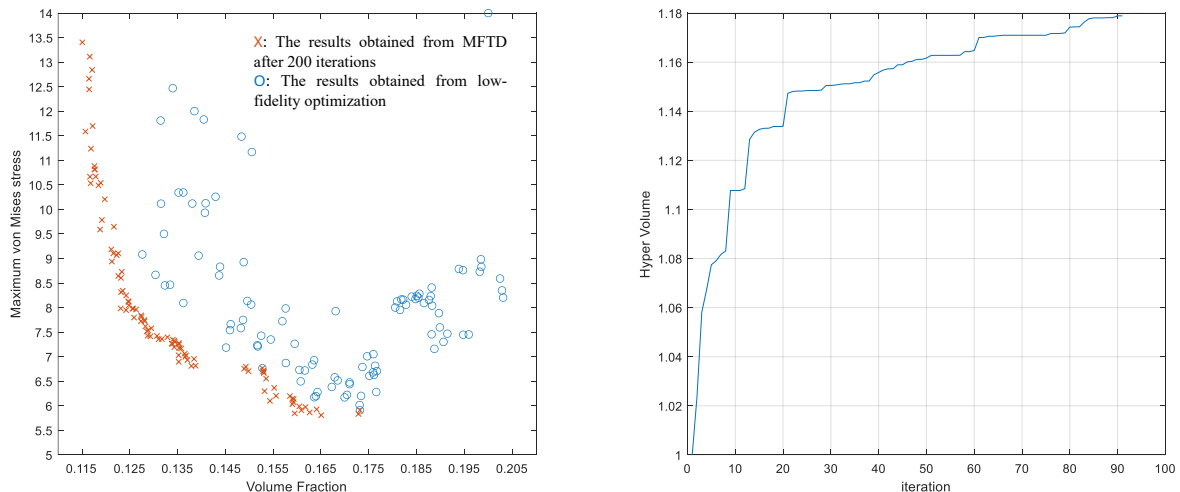 14
13.5
13
12.5
12
11.5
11
10.5
10
9.5
9
8.5
8
7.5
7
6.5
6
5.5
5
Maximum von Mises stress
X: The results obtained from MFTD
after 200 iterations
O: The results obtained from low-
fidelity optimization
0.115 0.125 0.135 0.145 0.155 0.165 0.175 0.185 0.195 0.205
Volume Fraction
1.18
1.16
1.14
1.12
1.1
1.08
1.06
1.04
1.02
1
Hyper Volume
0 10 20 30 40 50 60 70 80 90 100
iteration